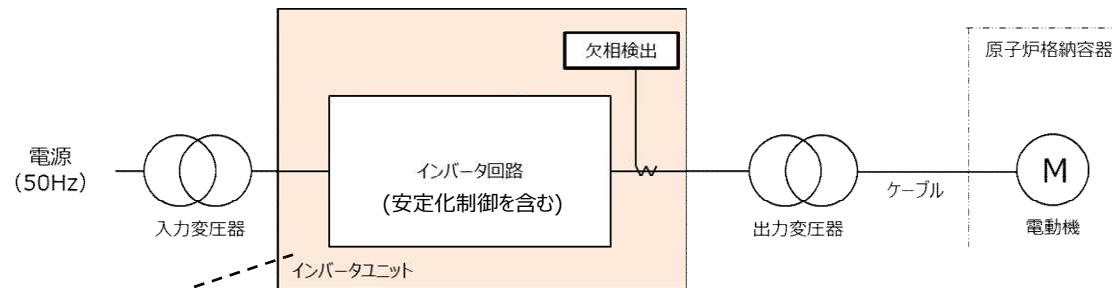 欠相検出
原子炉格納容器
電源
(50Hz)
インバータ回路
(安定化制御を含む)
M
入力変圧器
出力変圧器
ケーブル
電動機
インバータユニット